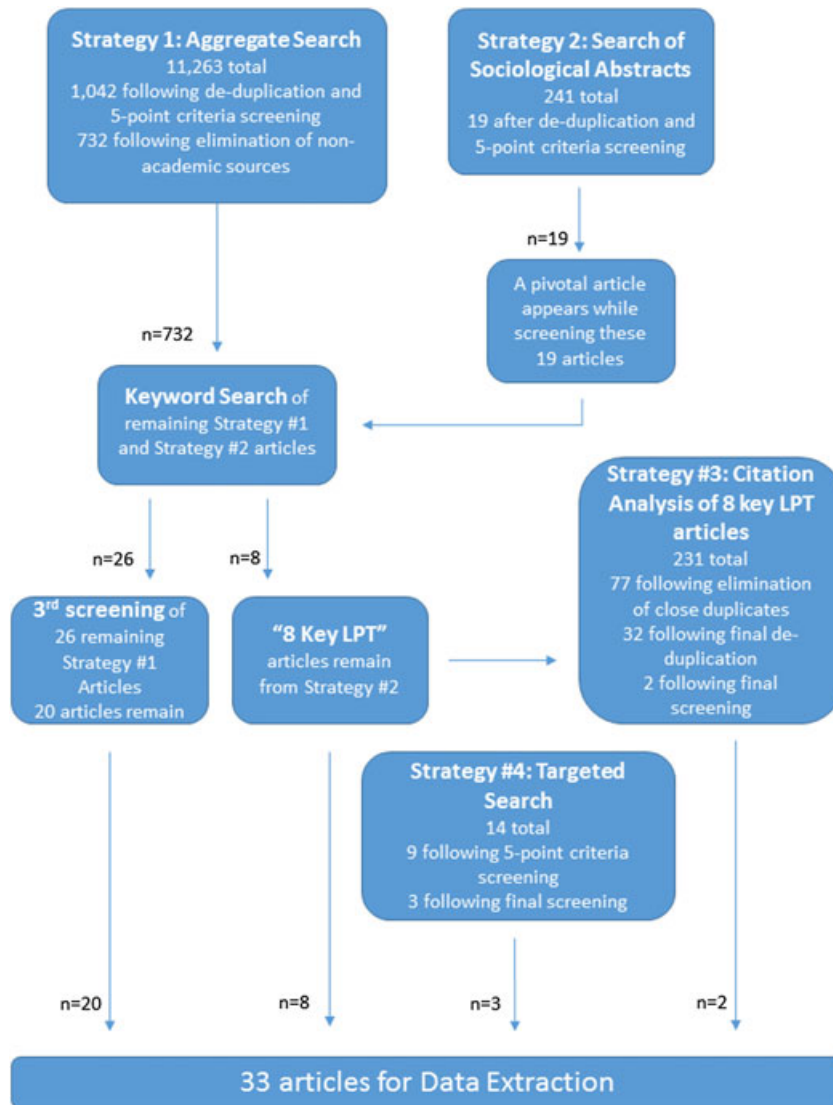 Strategy 1: Aggregate Search
11,263 total
1,042 following de-duplication and
5-point criteria screening
732 following elimination of non-
academic sources
Strategy 2: Search of
Sociological Abstracts
241 total
19 after de-duplication and
5-point criteria screening
n=19
A pivotal article
appears while
screening these
19 articles
n=732
Keyword Search of
remaining Strategy #1
and Strategy #2 articles
n=26
n=8
3rd screening of
26 remaining
Strategy #1
Articles
20 articles remain
“8 Key LPT”
articles remain
from Strategy #2
Strategy #3: Citation
Analysis of 8 key LPT
articles
231 total
77 following elimination
of close duplicates
32 following final de-
duplication
2 following final
screening
Strategy #4: Targeted
Search
14 total
9 following 5-point criteria
screening
3 following final screening
n=20
n=8
n=3
n=2
33 articles for Data Extraction